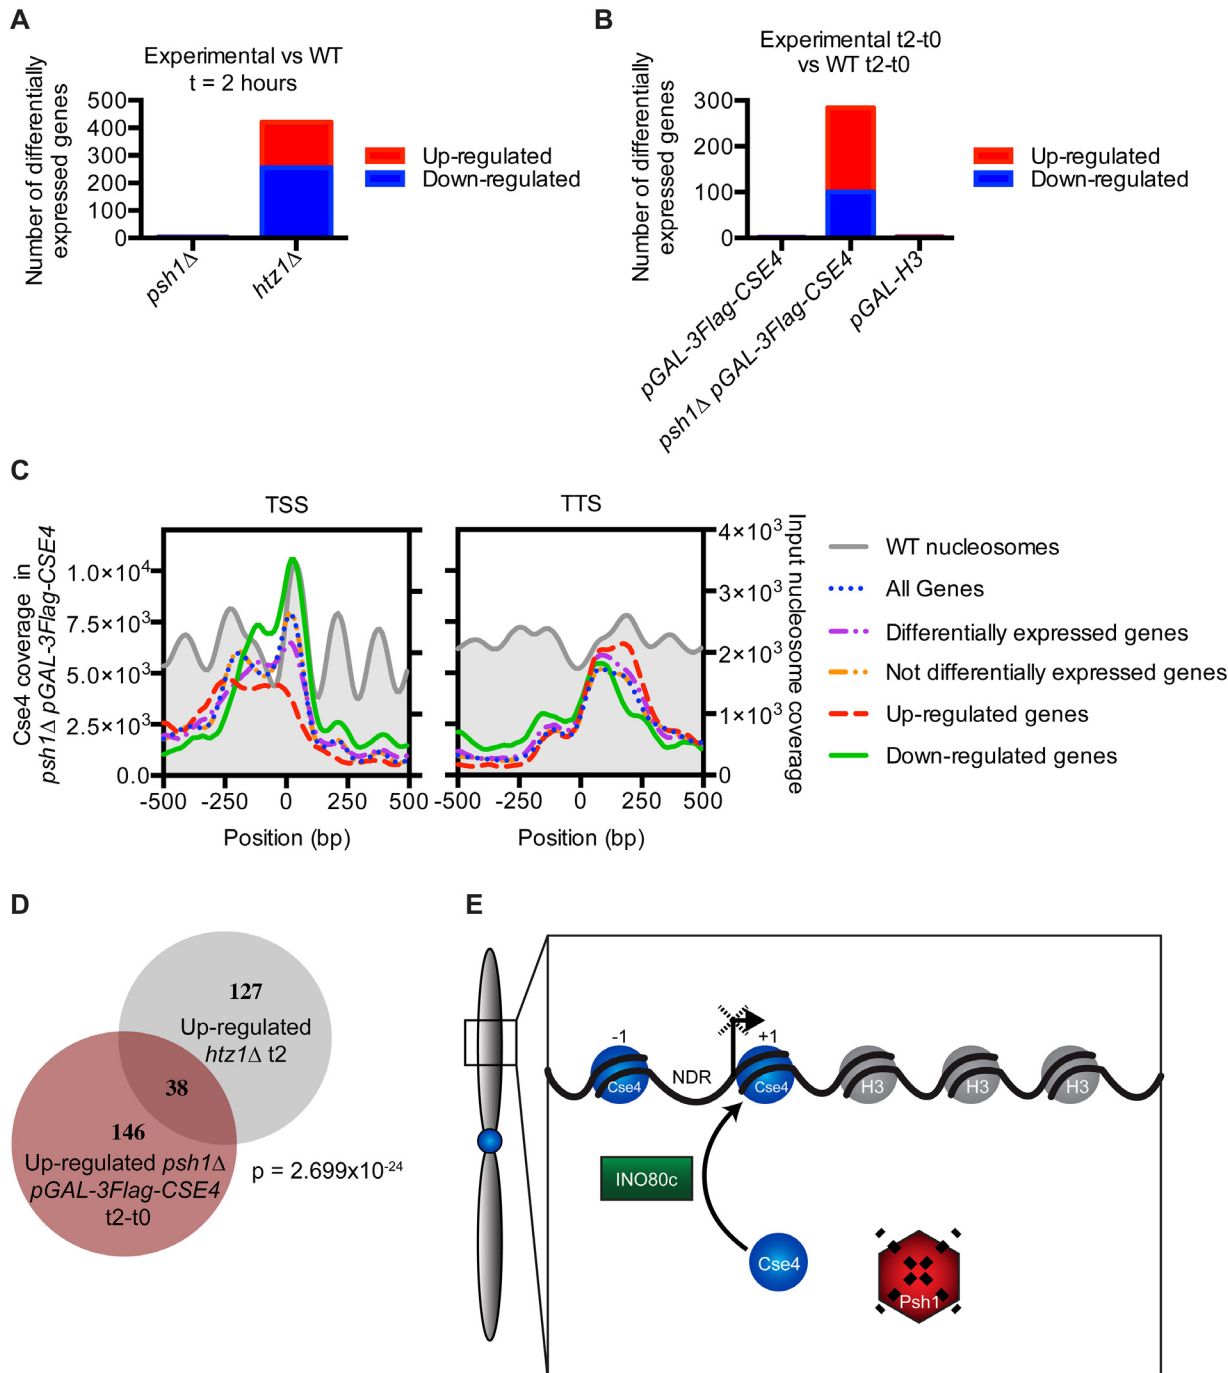 A
Experimental vs WT
t = 2 hours
Number of differentially
expressed genes
500
400
300
200
100
0
psh1Δ
htz1Δ
Up-regulated
Down-regulated
B
Experimental t2-t0
vs WT t2-t0
Number of differentially
expressed genes
300
200
100
0
pGAL-3Flag-CSE4
psh1Δ pGAL-3Flag-CSE4
pGAL-H3
Up-regulated
Down-regulated
C
TSS
TTS
Cse4 coverage in
psh1Δ pGAL-3Flag-CSE4
1.0×10⁴
7.5×10³
5.0×10³
2.5×10³
0.0
-500 -250 0 250 500
Position (bp)
-500 -250 0 250 500
Position (bp)
4×10³
3×10³
2×10³
1×10³
0
Input nucleosome coverage
WT nucleosomes
All Genes
Differentially expressed genes
Not differentially expressed genes
Up-regulated genes
Down-regulated genes
D
127
Up-regulated
htz1Δ t2
38
146
Up-regulated psh1Δ
pGAL-3Flag-CSE4
t2-t0
p = 2.699x10⁻²⁴
E
-1
+1
Cse4
NDR
Cse4
H3
H3
H3
INO80c
Cse4
Psh1